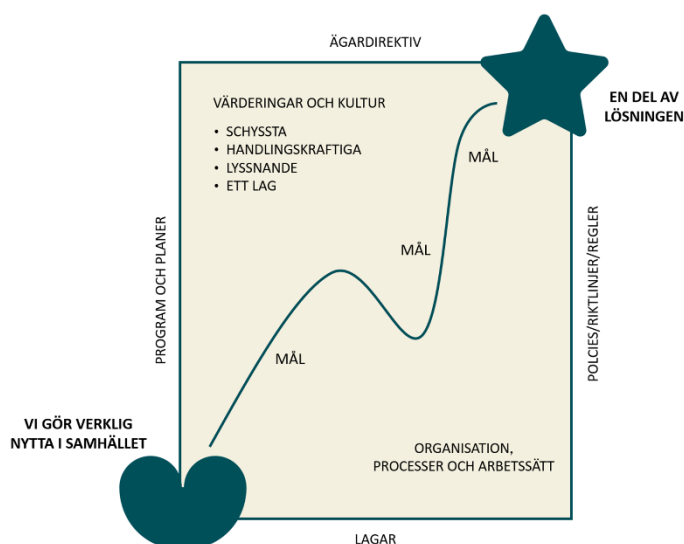 ÄGARDIREKTIV
EN DEL AV
LÖSNINGEN
VÄRDERINGAR OCH KULTUR
• SCHYSSTA
• HANDLINGSKRAFTIGA
• LYSSNANDE
• ETT LAG
MÅL
MÅL
MÅL
PROGRAM OCH PLANER
POLCIES/RIKTLINJER/REGLER
VI GÖR VERKLIG
NYTTA I SAMHÄLLET
ORGANISATION,
PROCESSER OCH ARBETSSÄTT
LAGAR